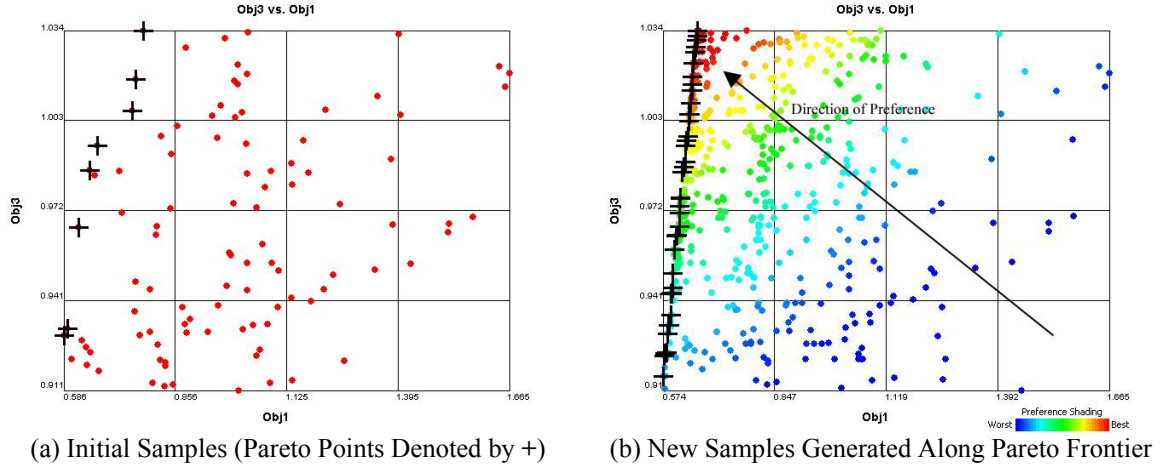 Obj3 vs. Obj1
1.034
1.003
0.972
0.941
0.911
Obj3
0.586
0.856
1.125
1.395
1.665
Obj1
(a) Initial Samples (Pareto Points Denoted by +)
Obj3 vs. Obj1
1.034
1.003
0.972
0.941
0.91
Obj3
Direction of Preference
0.574
0.847
1.119
1.392
1.665
Obj1
Preference Shading
Worst
Best
(b) New Samples Generated Along Pareto Frontier